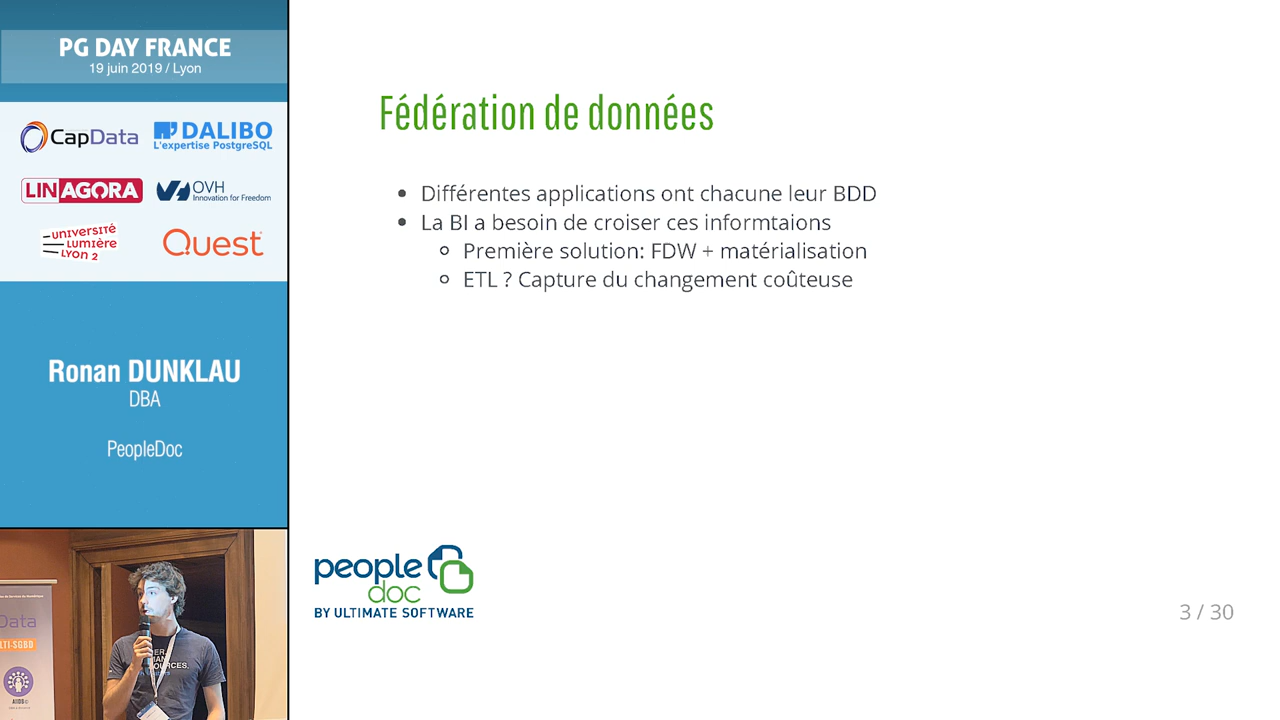 PG DAY FRANCE
19 juin 2019 / Lyon
CapData
DALIBO
L'expertise PostgreSQL
LINAGORA
OVH
Innovation for Freedom
UNIVERSITÉ
LUMIÈRE
LYON 2
Quest
Ronan DUNKLAU
DBA
PeopleDoc
Fédération de données
Différentes applications ont chacune leur BDD
La BI a besoin de croiser ces informtaions
Première solution: FDW + matérialisation
ETL ? Capture du changement coûteuse
people
doc
BY ULTIMATE SOFTWARE
3 / 30
Data
LTI-SGBD